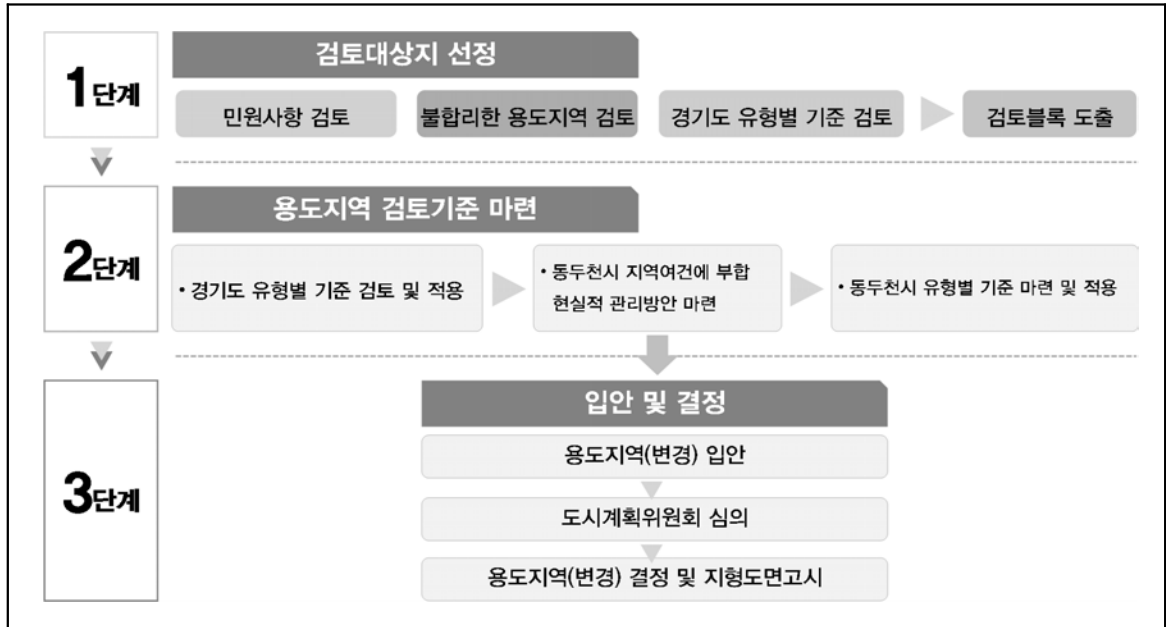 1단계
검토대상지 선정
민원사항 검토
불합리한 용도지역 검토
경기도 유형별 기준 검토
검토블록 도출
2단계
용도지역 검토기준 마련
• 경기도 유형별 기준 검토 및 적용
• 동두천시 지역여건에 부합
현실적 관리방안 마련
• 동두천시 유형별 기준 마련 및 적용
3단계
입안 및 결정
용도지역(변경) 입안
도시계획위원회 심의
용도지역(변경) 결정 및 지형도면고시